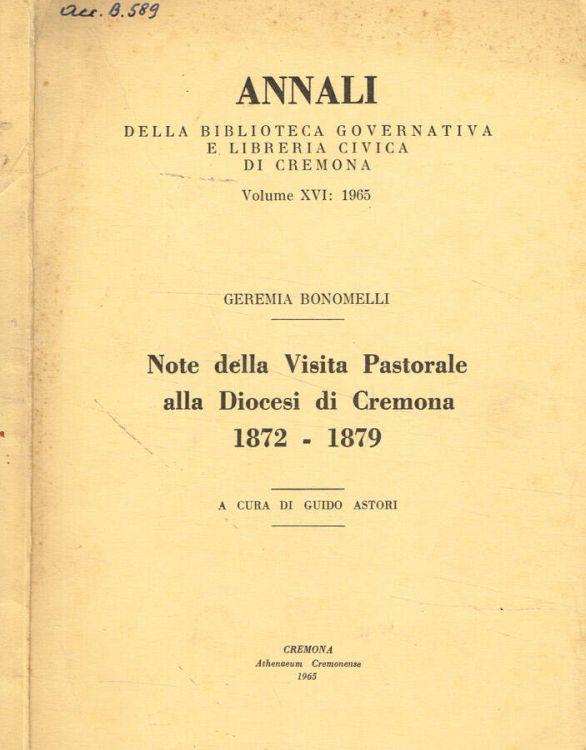 acc. B. 589
ANNALI
DELLA BIBLIOTECA GOVERNATIVA
E LIBRERIA CIVICA
DI CREMONA
Volume XVI: 1965
GEREMIA BONOMELLI
Note della Visita Pastorale
alla Diocesi di Cremona
1872 - 1879
A CURA DI GUIDO ASTORI
CREMONA
Athenaeum Cremonense
1965